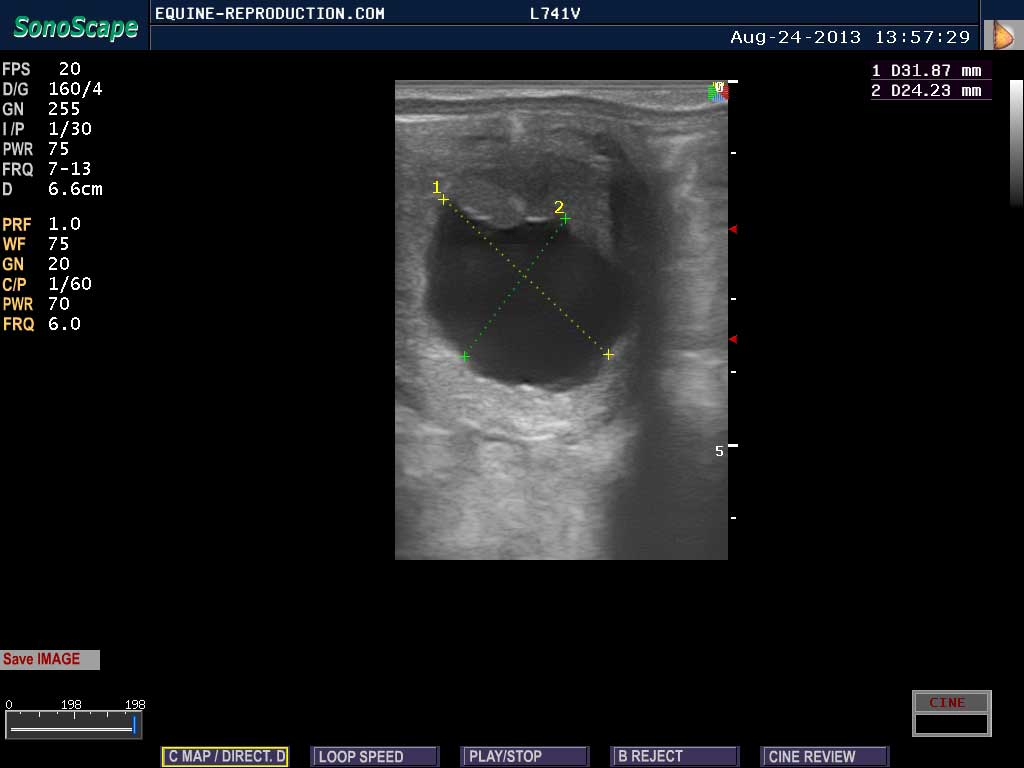 SonoScape
EQUINE-REPRODUCTION.COM L741V
Aug-24-2013 13:57:29
FPS 20
D/G 160/4
GN 255
I/P 1/30
PWR 75
FRQ 7-13
D 6.6cm
PRF 1.0
WF 75
GN 20
C/P 1/60
PWR 70
FRQ 6.0
1 D31.87 mm
2 D24.23 mm
0
1
2
5
Save IMAGE
0 198 198
CINE
C MAP / DIRECT. D LOOP SPEED PLAY/STOP B REJECT CINE REVIEW